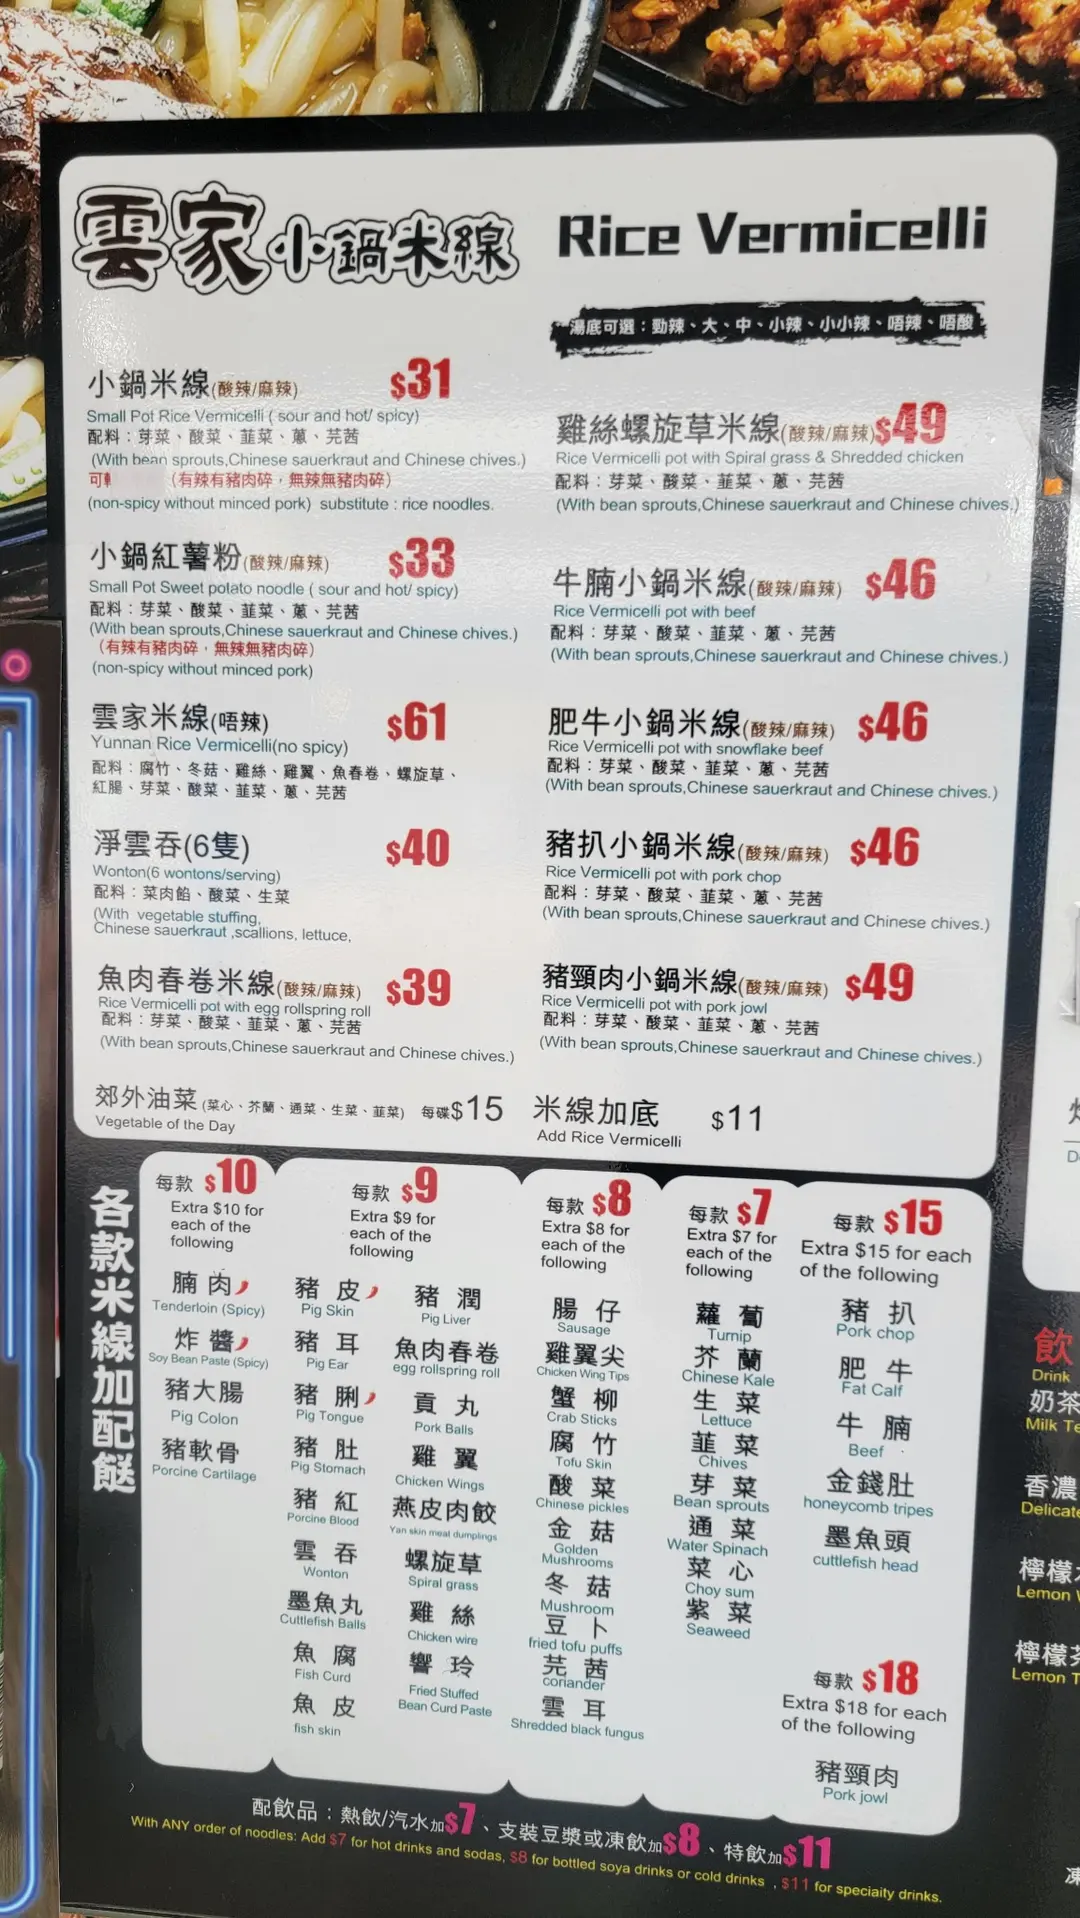 雲家小鍋米線 Rice Vermicelli
湯底可選：勁辣、大、中、小辣、小小辣、唔辣、唔酸
小鍋米線(酸辣/麻辣) $31
Small Pot Rice Vermicelli ( sour and hot/ spicy)
配料：芽菜、酸菜、韮菜、蔥、芫茜
(With bean sprouts,Chinese sauerkraut and Chinese chives.)
可 (有辣有豬肉碎，無辣無豬肉碎)
(non-spicy without minced pork) substitute : rice noodles.
小鍋紅薯粉(酸辣/麻辣) $33
Small Pot Sweet potato noodle ( sour and hot/ spicy)
配料：芽菜、酸菜、韮菜、蔥、芫茜
(With bean sprouts,Chinese sauerkraut and Chinese chives.)
(有辣有豬肉碎，無辣無豬肉碎)
(non-spicy without minced pork)
雲家米線(唔辣) $61
Yunnan Rice Vermicelli(no spicy)
配料：腐竹、冬菇、雞絲、雞翼、魚春卷、螺旋草、
紅腸、芽菜、酸菜、韮菜、蔥、芫茜
淨雲吞(6隻) $40
Wonton(6 wontons/serving)
配料：菜肉餡、酸菜、生菜
(With vegetable stuffing,
Chinese sauerkraut ,scallions, lettuce,
魚肉春卷米線(酸辣/麻辣) $39
Rice Vermicelli pot with egg rollspring roll
配料：芽菜、酸菜、韮菜、蔥、芫茜
(With bean sprouts,Chinese sauerkraut and Chinese chives.)
郊外油菜(菜心、芥蘭、通菜、生菜、韮菜) 每碟$15
Vegetable of the Day
雞絲螺旋草米線(酸辣/麻辣)$49
Rice Vermicelli pot with Spiral grass & Shredded chicken
配料：芽菜、酸菜、韮菜、蔥、芫茜
(With bean sprouts,Chinese sauerkraut and Chinese chives.)
牛腩小鍋米線(酸辣/麻辣) $46
Rice Vermicelli pot with beef
配料：芽菜、酸菜、韮菜、蔥、芫茜
(With bean sprouts,Chinese sauerkraut and Chinese chives.)
肥牛小鍋米線(酸辣/麻辣) $46
Rice Vermicelli pot with snowflake beef
配料：芽菜、酸菜、韮菜、蔥、芫茜
(With bean sprouts,Chinese sauerkraut and Chinese chives.)
豬扒小鍋米線(酸辣/麻辣) $46
Rice Vermicelli pot with pork chop
配料：芽菜、酸菜、韮菜、蔥、芫茜
(With bean sprouts,Chinese sauerkraut and Chinese chives.)
豬頸肉小鍋米線(酸辣/麻辣) $49
Rice Vermicelli pot with pork jowl
配料：芽菜、酸菜、韮菜、蔥、芫茜
(With bean sprouts,Chinese sauerkraut and Chinese chives.)
米線加底 $11
Add Rice Vermicelli
各款米線加配餸
每款 $10
Extra $10 for
each of the
following
腩肉
Tenderloin (Spicy)
炸醬
Soy Bean Paste (Spicy)
豬大腸
Pig Colon
豬軟骨
Porcine Cartilage
每款 $9
Extra $9 for
each of the
following
豬皮
Pig Skin
豬耳
Pig Ear
豬脷
Pig Tongue
豬肚
Pig Stomach
豬紅
Porcine Blood
雲吞
Wonton
墨魚丸
Cuttlefish Balls
魚腐
Fish Curd
魚皮
fish skin
豬潤
Pig Liver
魚肉春卷
egg rollspring roll
貢丸
Pork Balls
雞翼
Chicken Wings
燕皮肉餃
Yan skin meat dumplings
螺旋草
Spiral grass
雞絲
Chicken wire
響玲
Fried Stuffed
Bean Curd Paste
每款 $8
Extra $8 for
each of the
following
腸仔
Sausage
雞翼尖
Chicken Wing Tips
蟹柳
Crab Sticks
腐竹
Tofu Skin
酸菜
Chinese pickles
金菇
Golden
Mushrooms
冬菇
Mushroom
豆卜
fried tofu puffs
芫茜
coriander
雲耳
Shredded black fungus
每款 $7
Extra $7 for
each of the
following
蘿蔔
Turnip
芥蘭
Chinese Kale
生菜
Lettuce
韮菜
Chives
芽菜
Bean sprouts
通菜
Water Spinach
菜心
Choy sum
紫菜
Seaweed
每款 $15
Extra $15 for each
of the following
豬扒
Pork chop
肥牛
Fat Calf
牛腩
Beef
金錢肚
honeycomb tripes
墨魚頭
cuttlefish head
每款 $18
Extra $18 for each
of the following
豬頸肉
Pork jowl
配飲品：熱飲/汽水加$7、支裝豆漿或凍飲加$8、特飲加$11
With ANY order of noodles: Add $7 for hot drinks and sodas, $8 for bottled soya drinks or cold drinks , $11 for specialty drinks.
飲
Drink
奶茶
Milk Te
香濃
Delicate
檸檬
Lemon
檸檬茶
Lemon T
凍